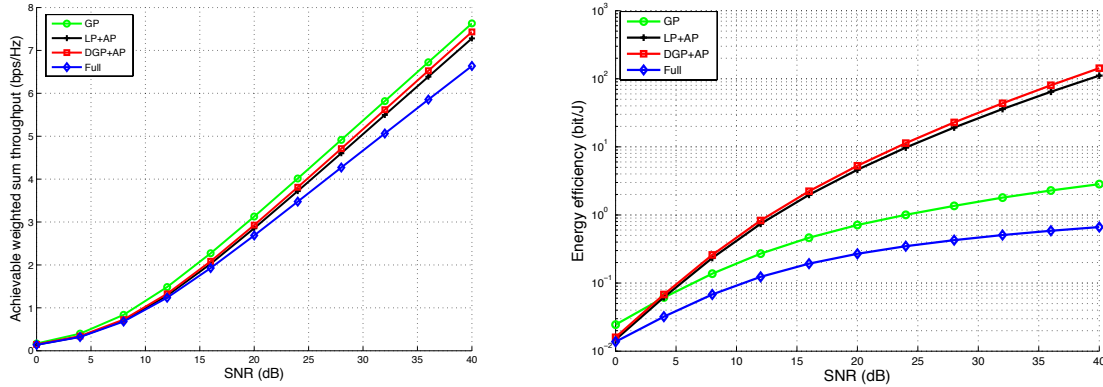 8
7
6
5
4
3
2
1
0
Achievable weighted sum throughput (bps/Hz)
GP
LP+AP
DGP+AP
Full
0 5 10 15 20 25 30 35 40
SNR (dB)
10^3
10^2
10^1
10^0
10^-1
10^-2
Energy efficiency (bit/J)
GP
LP+AP
DGP+AP
Full
0 5 10 15 20 25 30 35 40
SNR (dB)